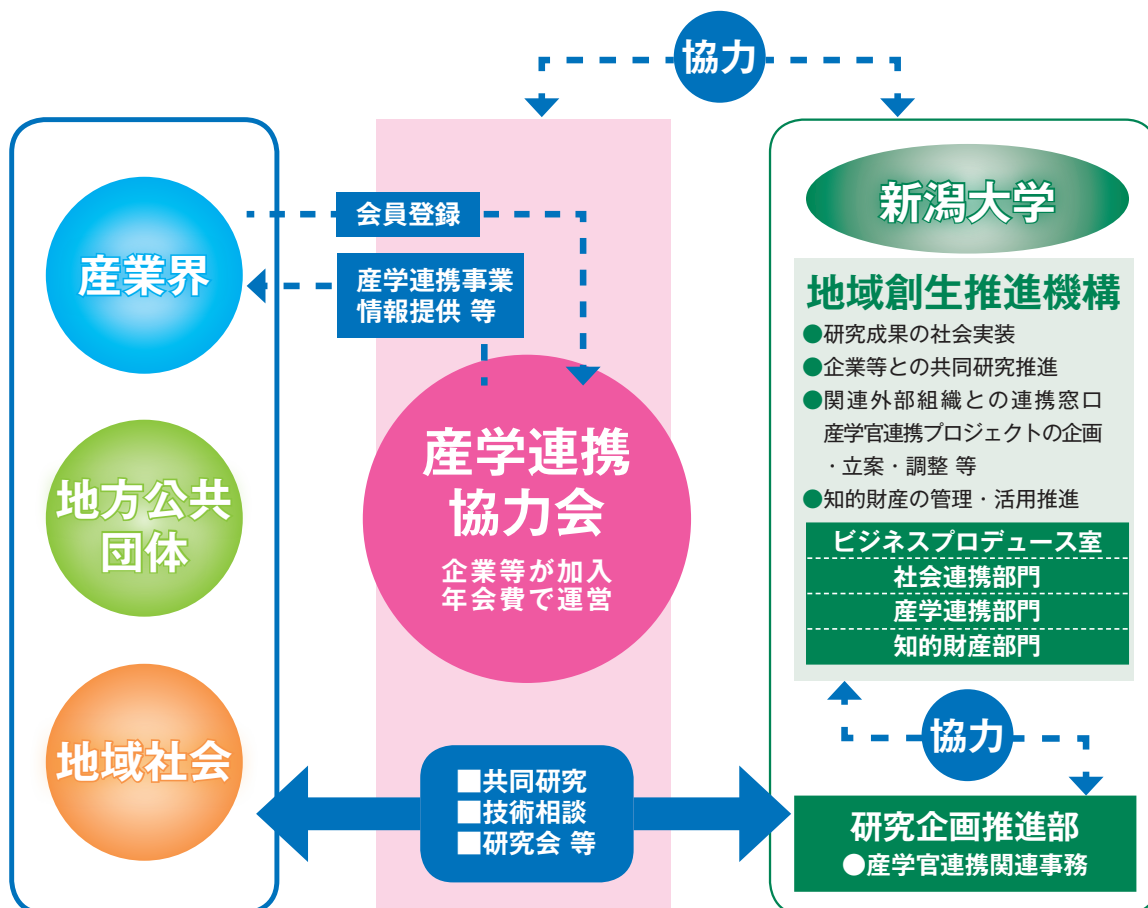 協力
産業界
地方公共
団体
地域社会
会員登録
産学連携事業
情報提供 等
産学連携
協力会
企業等が加入
年会費で運営
■共同研究
■技術相談
■研究会 等
新潟大学
地域創生推進機構
●研究成果の社会実装
●企業等との共同研究推進
●関連外部組織との連携窓口
産学官連携プロジェクトの企画
・立案・調整 等
●知的財産の管理・活用推進
ビジネスプロデュース室
社会連携部門
産学連携部門
知的財産部門
協力
研究企画推進部
●産学官連携関連事務